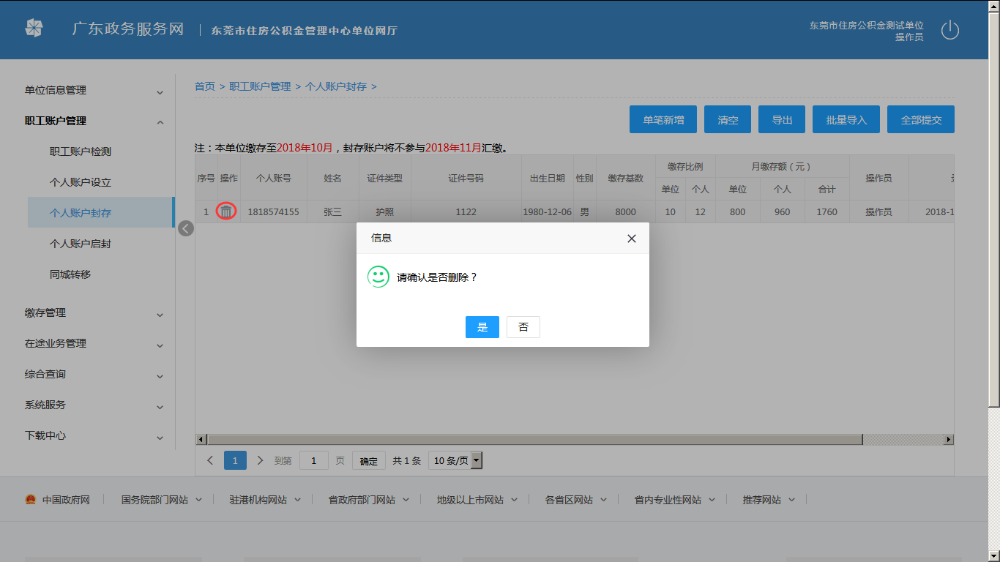 广东政务服务网 | 东莞市住房公积金管理中心单位网厅
东莞市住房公积金测试单位
操作员
单位信息管理
职工账户管理
职工账户检测
个人账户设立
个人账户封存
个人账户启封
同城转移
缴存管理
在途业务管理
综合查询
系统服务
下载中心
首页 > 职工账户管理 > 个人账户封存 >
单笔新增 清空 导出 批量导入 全部提交
注：本单位缴存至2018年10月，封存账户将不参与2018年11月汇缴。
序号 操作 个人账号 姓名 证件类型 证件号码 出生日期 性别 缴存基数 缴存比例 月缴存额（元） 操作员
单位 个人 单位 个人 合计
1 1818574155 张三 护照 1122 1980-12-06 男 8000 10 12 800 960 1760 操作员 2018-1
信息
请确认是否删除？
是 否
1 到第 1 页 确定 共 1 条 10 条/页
中国政府网 国务院部门网站 驻港机构网站 省政府部门网站 地级以上市网站 各省区网站 省内专业性网站 推荐网站